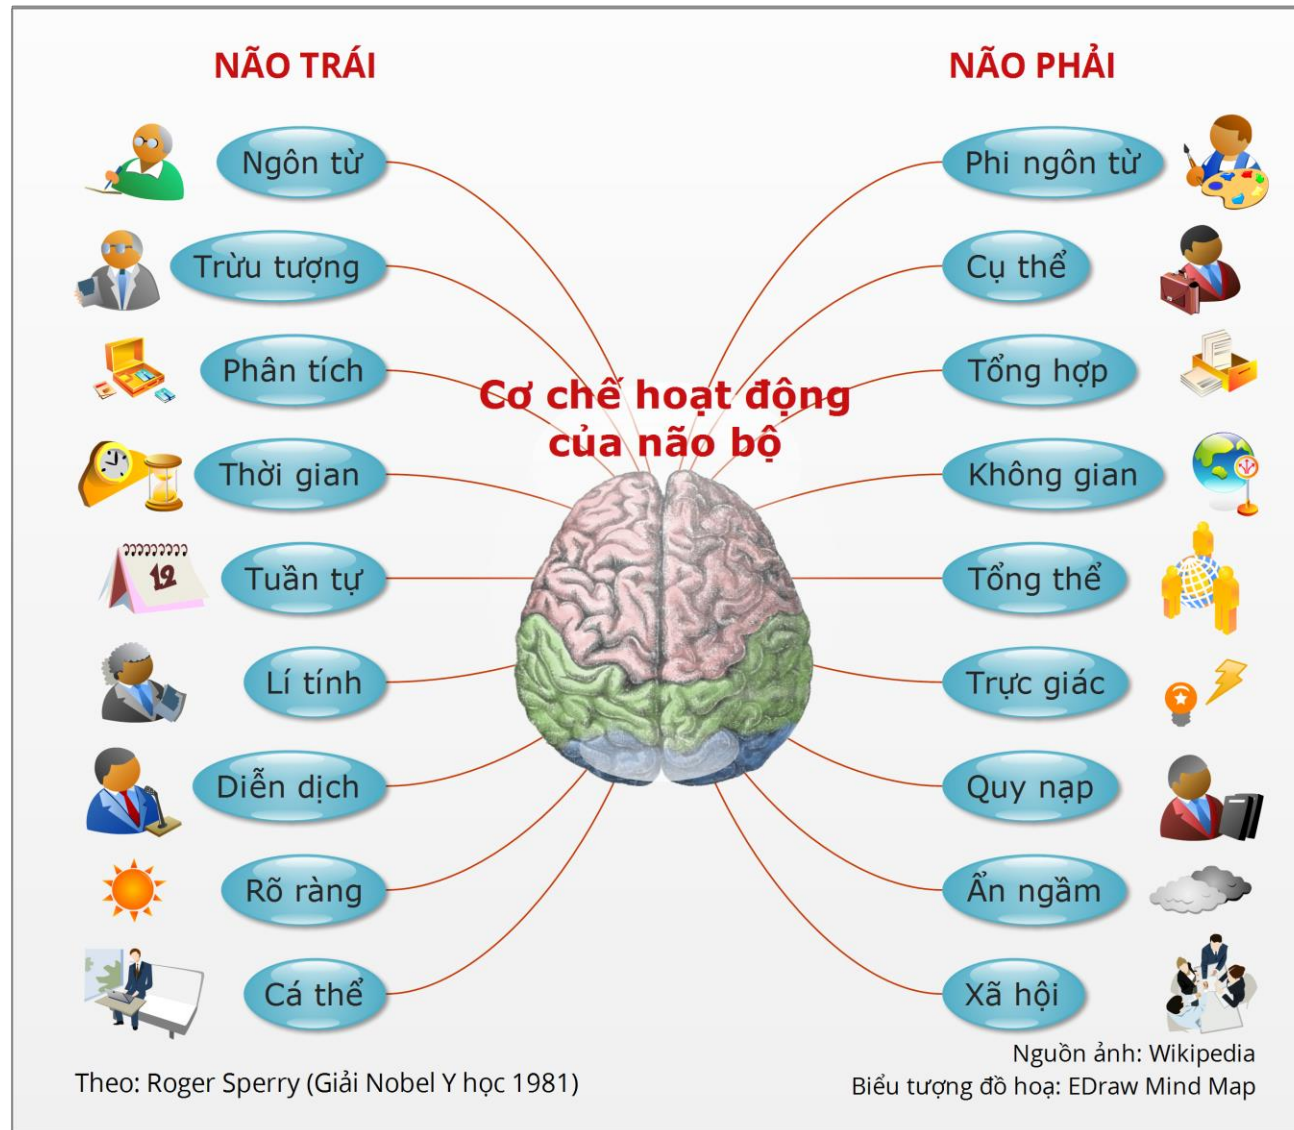 NÃO TRÁI
NÃO PHẢI
Ngôn từ
Phi ngôn từ
Trừu tượng
Cụ thể
Phân tích
Tổng hợp
Cơ chế hoạt động
của não bộ
Thời gian
Không gian
12
Tuần tự
Tổng thể
Lí tính
Trực giác
Diễn dịch
Quy nạp
Rõ ràng
Ẩn ngầm
Cá thể
Xã hội
Theo: Roger Sperry (Giải Nobel Y học 1981)
Nguồn ảnh: Wikipedia
Biểu tượng đồ hoạ: EDraw Mind Map